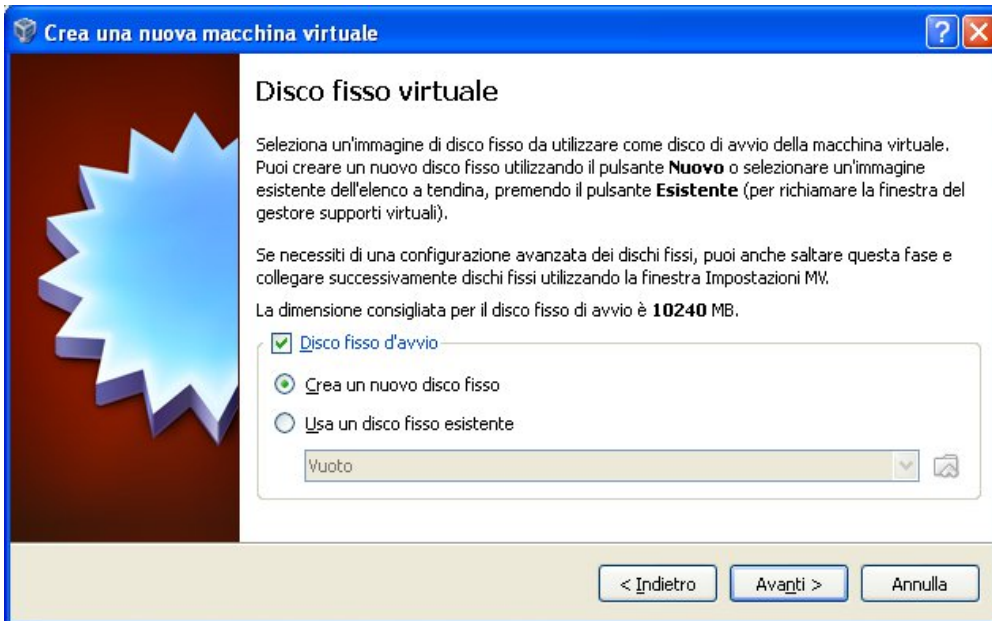 Crea una nuova macchina virtuale
Disco fisso virtuale
Seleziona un'immagine di disco fisso da utilizzare come disco di avvio della macchina virtuale.
Puoi creare un nuovo disco fisso utilizzando il pulsante Nuovo o selezionare un'immagine
esistente dell'elenco a tendina, premendo il pulsante Esistente (per richiamare la finestra del
gestore supporti virtuali).
Se necessiti di una configurazione avanzata dei dischi fissi, puoi anche saltare questa fase e
collegare successivamente dischi fissi utilizzando la finestra Impostazioni MV.
La dimensione consigliata per il disco fisso di avvio è 10240 MB.
Disco fisso d'avvio
Crea un nuovo disco fisso
Usa un disco fisso esistente
Vuoto
< Indietro
Avanti >
Annulla